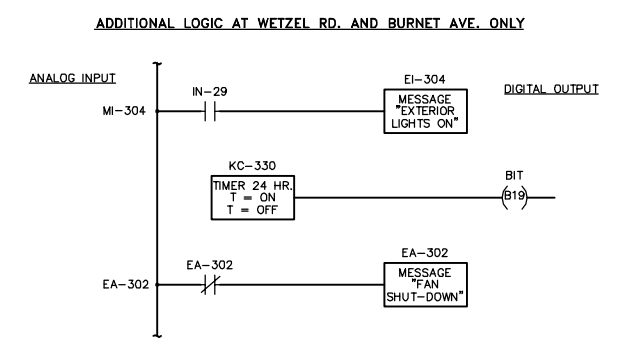 ADDITIONAL LOGIC AT WETZEL RD. AND BURNET AVE. ONLY
ANALOG INPUT
DIGITAL OUTPUT
MI-304
IN-29
EI-304
MESSAGE
"EXTERIOR
LIGHTS ON"
KC-330
TIMER 24 HR.
T = ON
T = OFF
BIT
B19
EA-302
EA-302
EA-302
MESSAGE
"FAN
SHUT-DOWN"